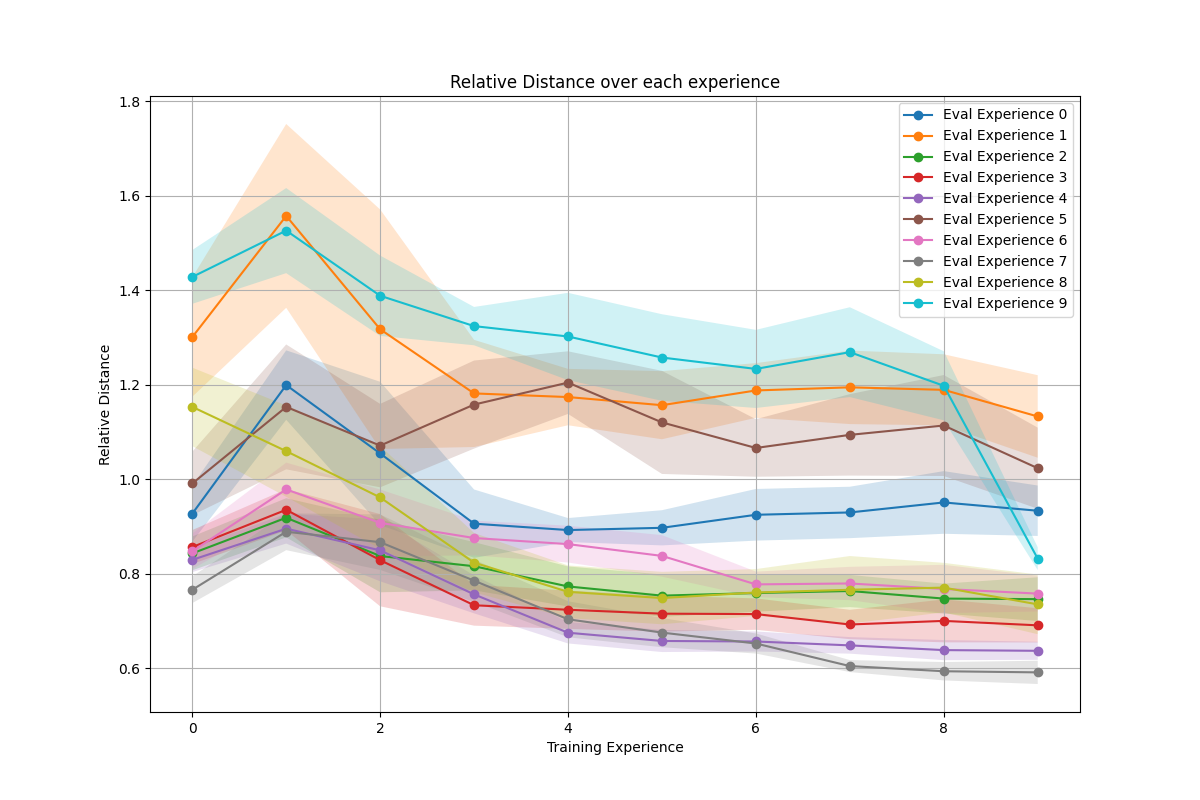 Relative Distance over each experience
Relative Distance
1.8
1.6
1.4
1.2
1.0
0.8
0.6
0
2
4
6
8
Training Experience
Eval Experience 0
Eval Experience 1
Eval Experience 2
Eval Experience 3
Eval Experience 4
Eval Experience 5
Eval Experience 6
Eval Experience 7
Eval Experience 8
Eval Experience 9